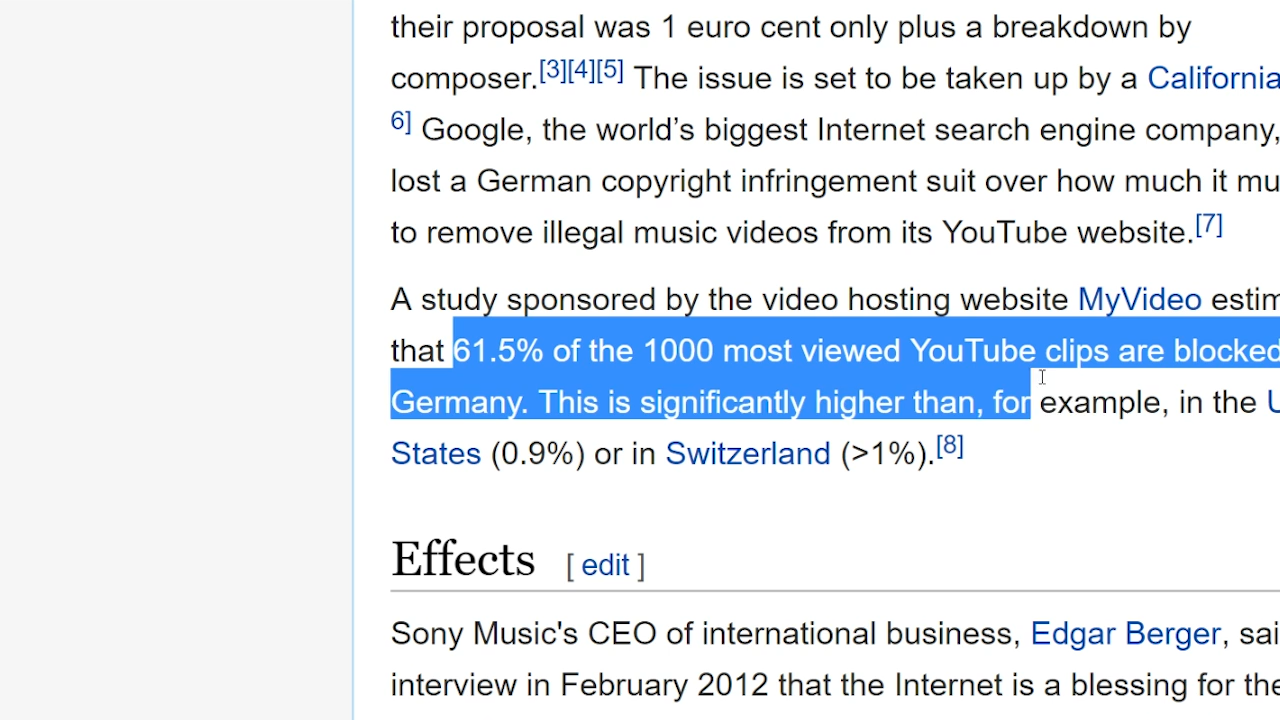 their proposal was 1 euro cent only plus a breakdown by
composer.[3][4][5] The issue is set to be taken up by a California
6] Google, the world’s biggest Internet search engine company,
lost a German copyright infringement suit over how much it mu
to remove illegal music videos from its YouTube website.[7]
A study sponsored by the video hosting website MyVideo estim
that 61.5% of the 1000 most viewed YouTube clips are blocked
Germany. This is significantly higher than, for example, in the U
States (0.9%) or in Switzerland (>1%).[8]
Effects [ edit ]
Sony Music's CEO of international business, Edgar Berger, sai
interview in February 2012 that the Internet is a blessing for the